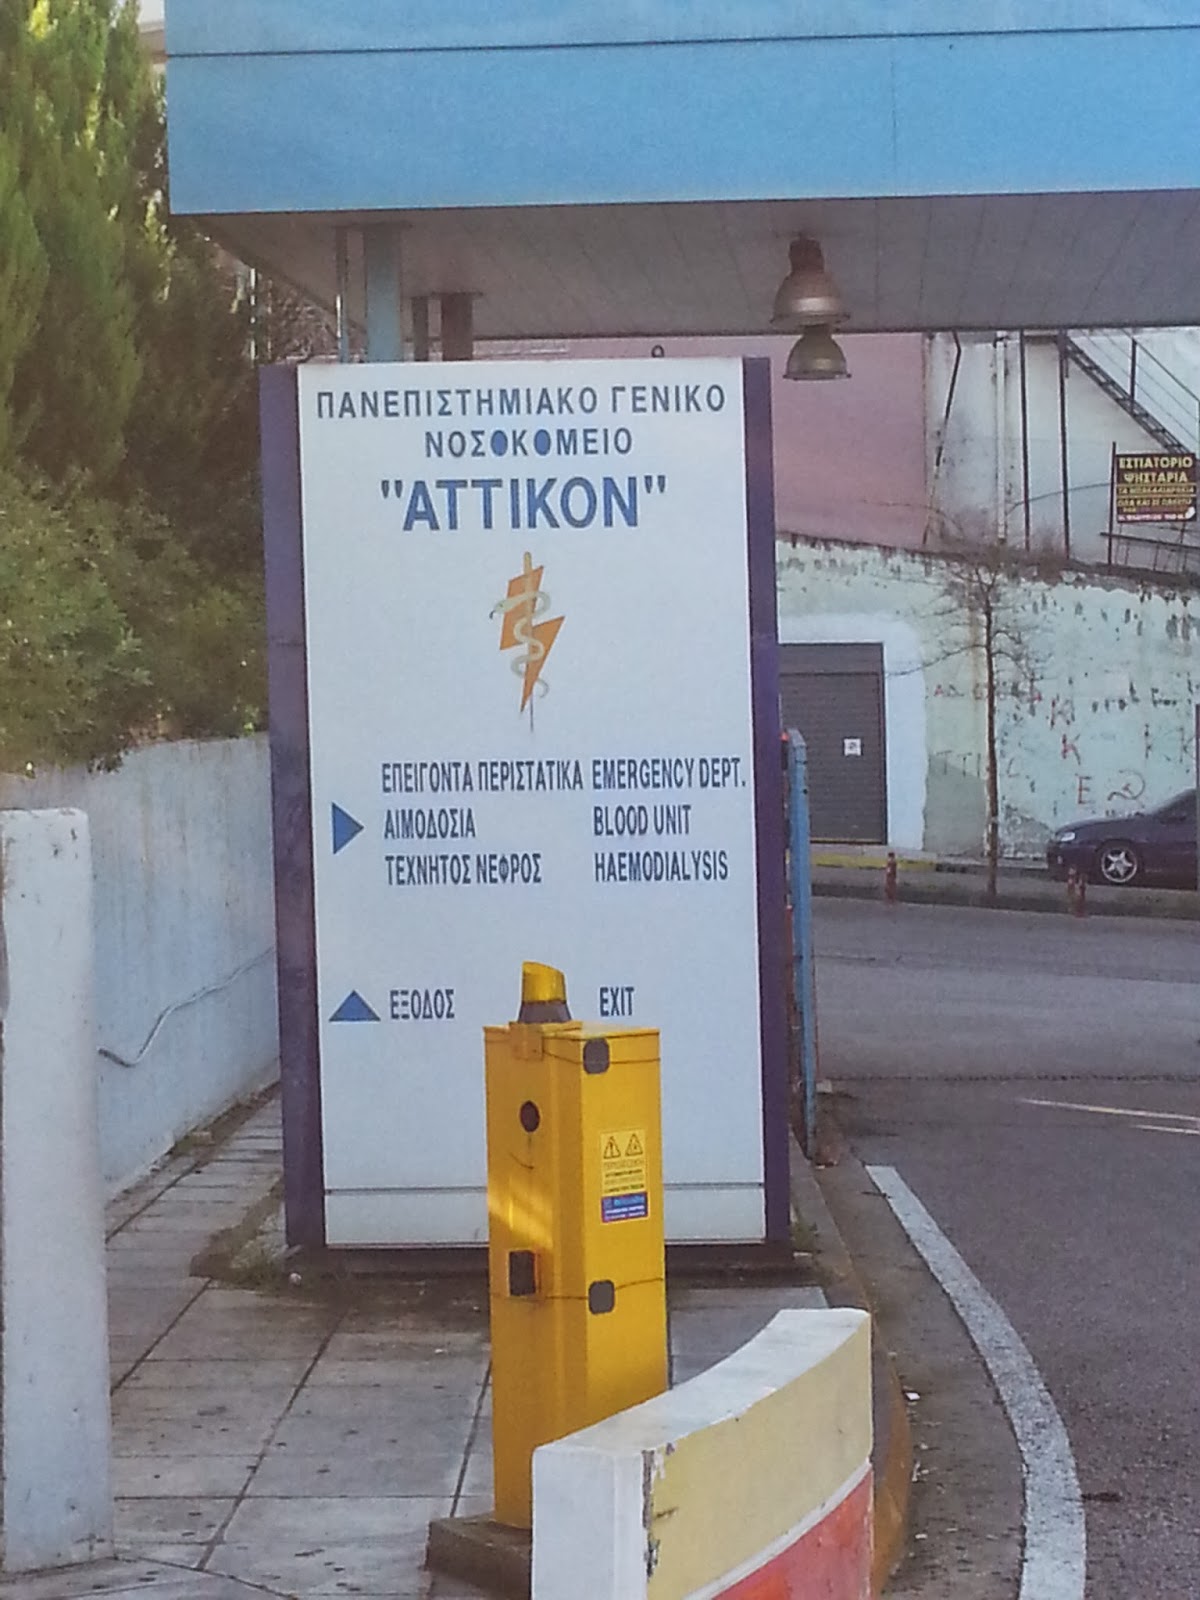 ΠΑΝΕΠΙΣΤΗΜΙΑΚΟ ΓΕΝΙΚΟ
ΝΟΣΟΚΟΜΕΙΟ
"ΑΤΤΙΚΟΝ"
ΕΠΕΙΓΟΝΤΑ ΠΕΡΙΣΤΑΤΙΚΑ EMERGENCY DEPT.
ΑΙΜΟΔΟΣΙΑ BLOOD UNIT
ΤΕΧΝΗΤΟΣ ΝΕΦΡΟΣ HAEMODIALYSIS
ΕΞΟΔΟΣ EXIT
ΕΣΤΙΑΤΟΡΙΟ
ΨΗΣΤΑΡΙΑ